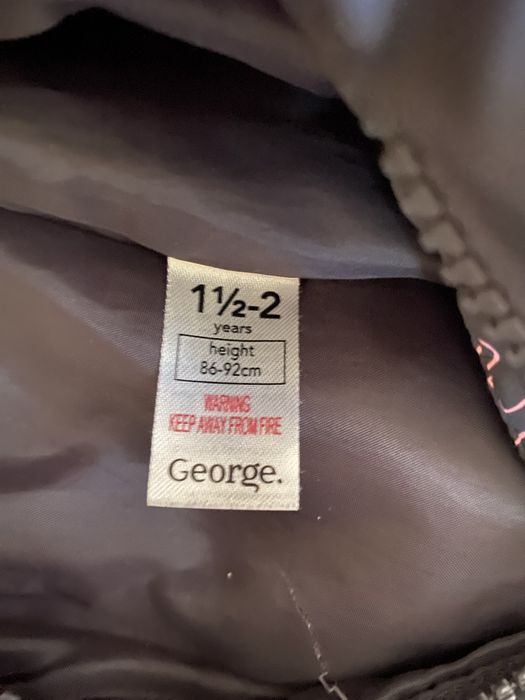 1½-2
years
height
86-92cm
WARNING
KEEP AWAY FROM FIRE
George.